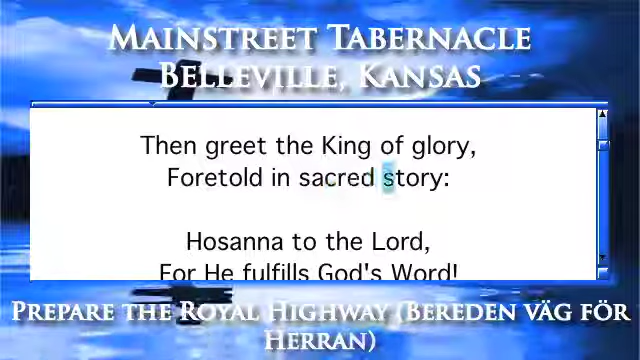 Mainstreet Tabernacle
Belleville, Kansas
Then greet the King of glory,
Foretold in sacred story:
Hosanna to the Lord,
For He fulfills God's Word!
Prepare the Royal Highway (Bereden väg för
Herran)